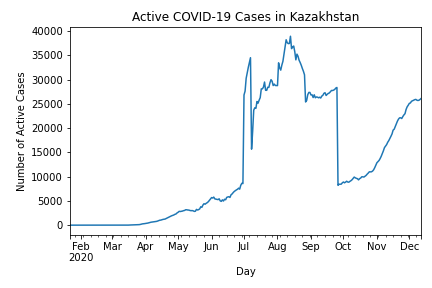 Active COVID-19 Cases in Kazakhstan
Number of Active Cases
40000
35000
30000
25000
20000
15000
10000
5000
0
Feb Mar Apr May Jun Jul Aug Sep Oct Nov Dec
2020
Day